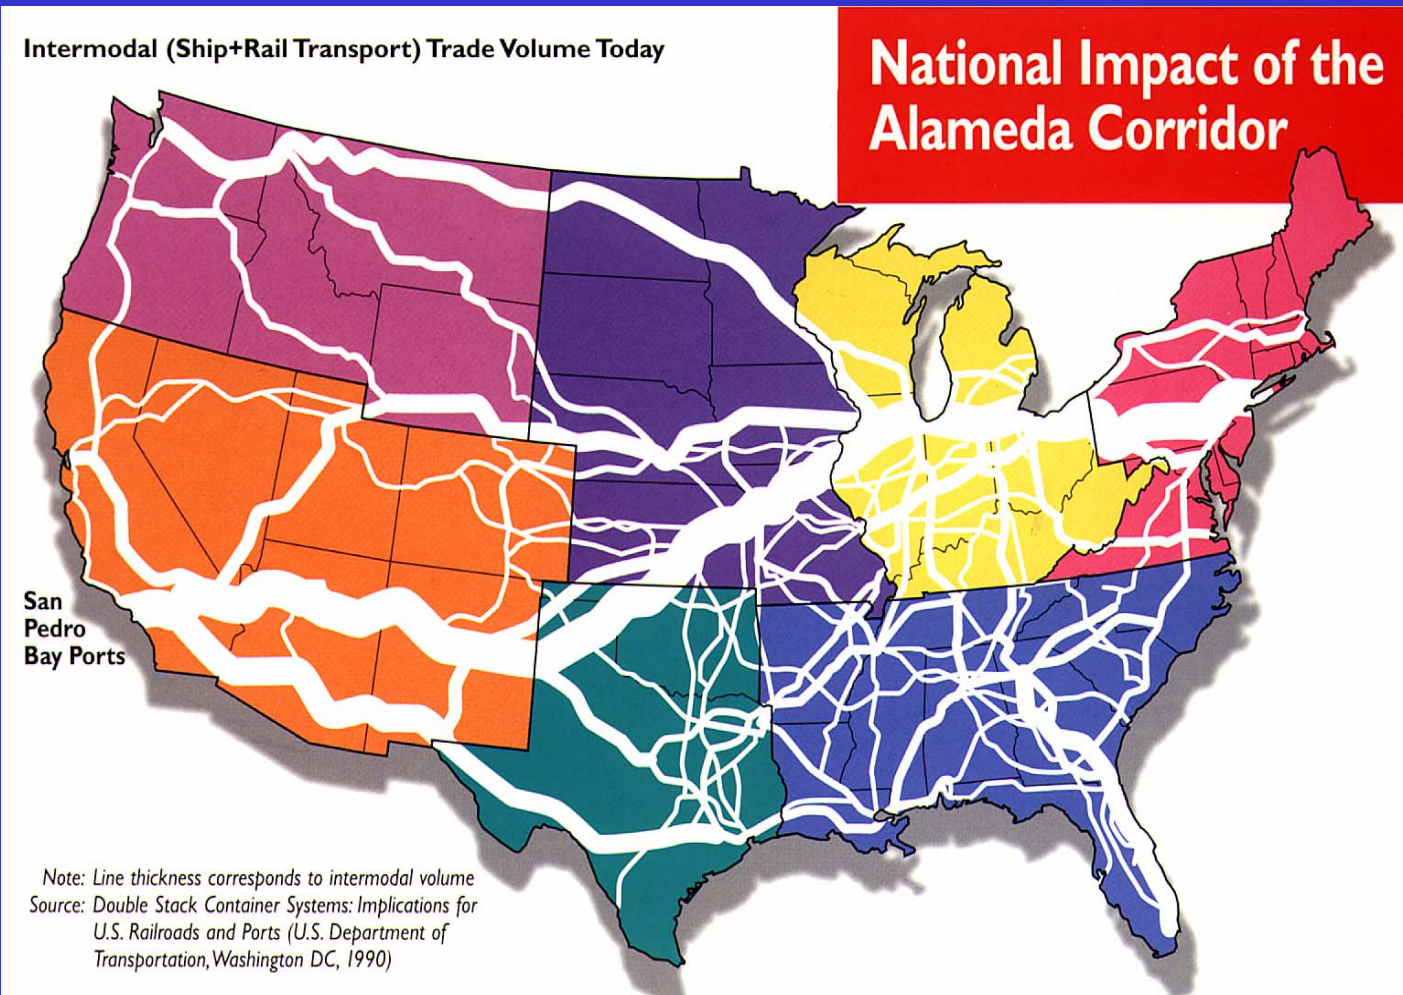 Intermodal (Ship+Rail Transport) Trade Volume Today
National Impact of the
Alameda Corridor
San
Pedro
Bay Ports
Note: Line thickness corresponds to intermodal volume
Source: Double Stack Container Systems: Implications for
U.S. Railroads and Ports (U.S. Department of
Transportation, Washington DC, 1990)